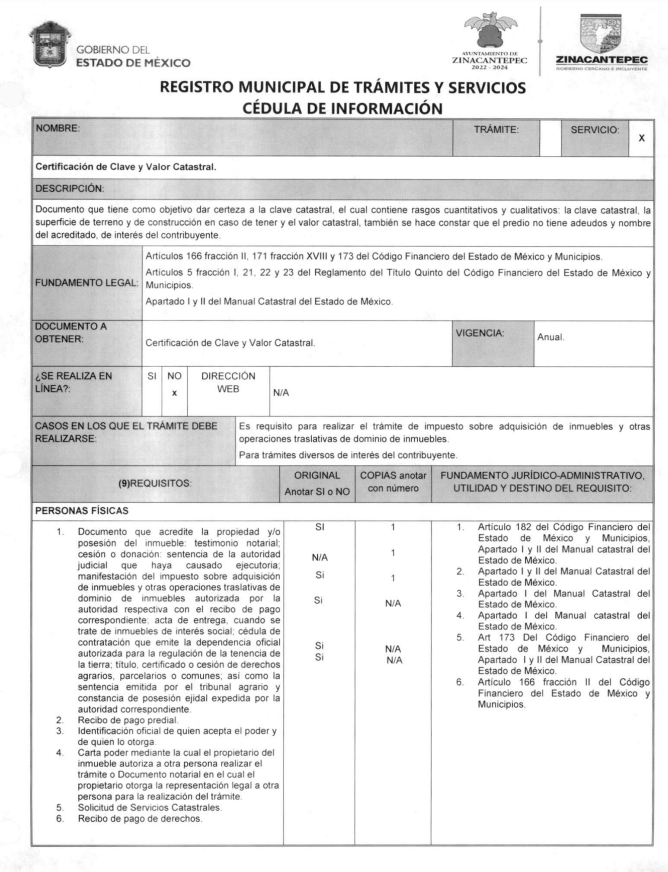 GOBIERNO DEL
ESTADO DE MÉXICO
AYUNTAMIENTO DE
ZINACANTEPEC
2022 - 2024
ZINACANTEPEC
GOBIERNO CERCANO E INCLUYENTE
REGISTRO MUNICIPAL DE TRÁMITES Y SERVICIOS
CÉDULA DE INFORMACIÓN
NOMBRE:
TRÁMITE:
SERVICIO:
x
Certificación de Clave y Valor Catastral.
DESCRIPCIÓN:
Documento que tiene como objetivo dar certeza a la clave catastral, el cual contiene rasgos cuantitativos y cualitativos: la clave catastral, la
superficie de terreno y de construcción en caso de tener y el valor catastral, también se hace constar que el predio no tiene adeudos y nombre
del acreditado, de interés del contribuyente.
FUNDAMENTO LEGAL:
Artículos 166 fracción II, 171 fracción XVIII y 173 del Código Financiero del Estado de México y Municipios.
Artículos 5 fracción I, 21, 22 y 23 del Reglamento del Título Quinto del Código Financiero del Estado de México y
Municipios.
Apartado I y II del Manual Catastral del Estado de México.
DOCUMENTO A
OBTENER:
Certificación de Clave y Valor Catastral.
VIGENCIA:
Anual.
¿SE REALIZA EN
LÍNEA?:
SI
NO
x
DIRECCIÓN
WEB
N/A
CASOS EN LOS QUE EL TRÁMITE DEBE
REALIZARSE:
Es requisito para realizar el trámite de impuesto sobre adquisición de inmuebles y otras
operaciones traslativas de dominio de inmuebles.
Para trámites diversos de interés del contribuyente.
(9)REQUISITOS:
ORIGINAL
Anotar SI o NO
COPIAS anotar
con número
FUNDAMENTO JURÍDICO-ADMINISTRATIVO,
UTILIDAD Y DESTINO DEL REQUISITO:
PERSONAS FÍSICAS
1. Documento que acredite la propiedad y/o
posesión del inmueble: testimonio notarial;
cesión o donación: sentencia de la autoridad
judicial que haya causado ejecutoria;
manifestación del impuesto sobre adquisición
de inmuebles y otras operaciones traslativas de
dominio de inmuebles autorizada por la
autoridad respectiva con el recibo de pago
correspondiente; acta de entrega, cuando se
trate de inmuebles de interés social; cédula de
contratación que emite la dependencia oficial
autorizada para la regulación de la tenencia de
la tierra; título, certificado o cesión de derechos
agrarios, parcelarios o comunes; así como la
sentencia emitida por el tribunal agrario y
constancia de posesión ejidal expedida por la
autoridad correspondiente.
2. Recibo de pago predial.
3. Identificación oficial de quien acepta el poder y
de quien lo otorga.
4. Carta poder mediante la cual el propietario del
inmueble autoriza a otra persona realizar el
trámite o Documento notarial en el cual el
propietario otorga la representación legal a otra
persona para la realización del trámite.
5. Solicitud de Servicios Catastrales.
6. Recibo de pago de derechos.
SI
N/A
Si
Si
Si
Si
1
1
1
N/A
N/A
N/A
1. Artículo 182 del Código Financiero del
Estado de México y Municipios,
Apartado I y II del Manual catastral del
Estado de México.
2. Apartado I y II del Manual Catastral del
Estado de México.
3. Apartado I del Manual Catastral del
Estado de México.
4. Apartado I del Manual catastral del
Estado de México.
5. Art 173 Del Código Financiero del
Estado de México y Municipios,
Apartado I y II del Manual Catastral del
Estado de México.
6. Artículo 166 fracción II del Código
Financiero del Estado de México y
Municipios.